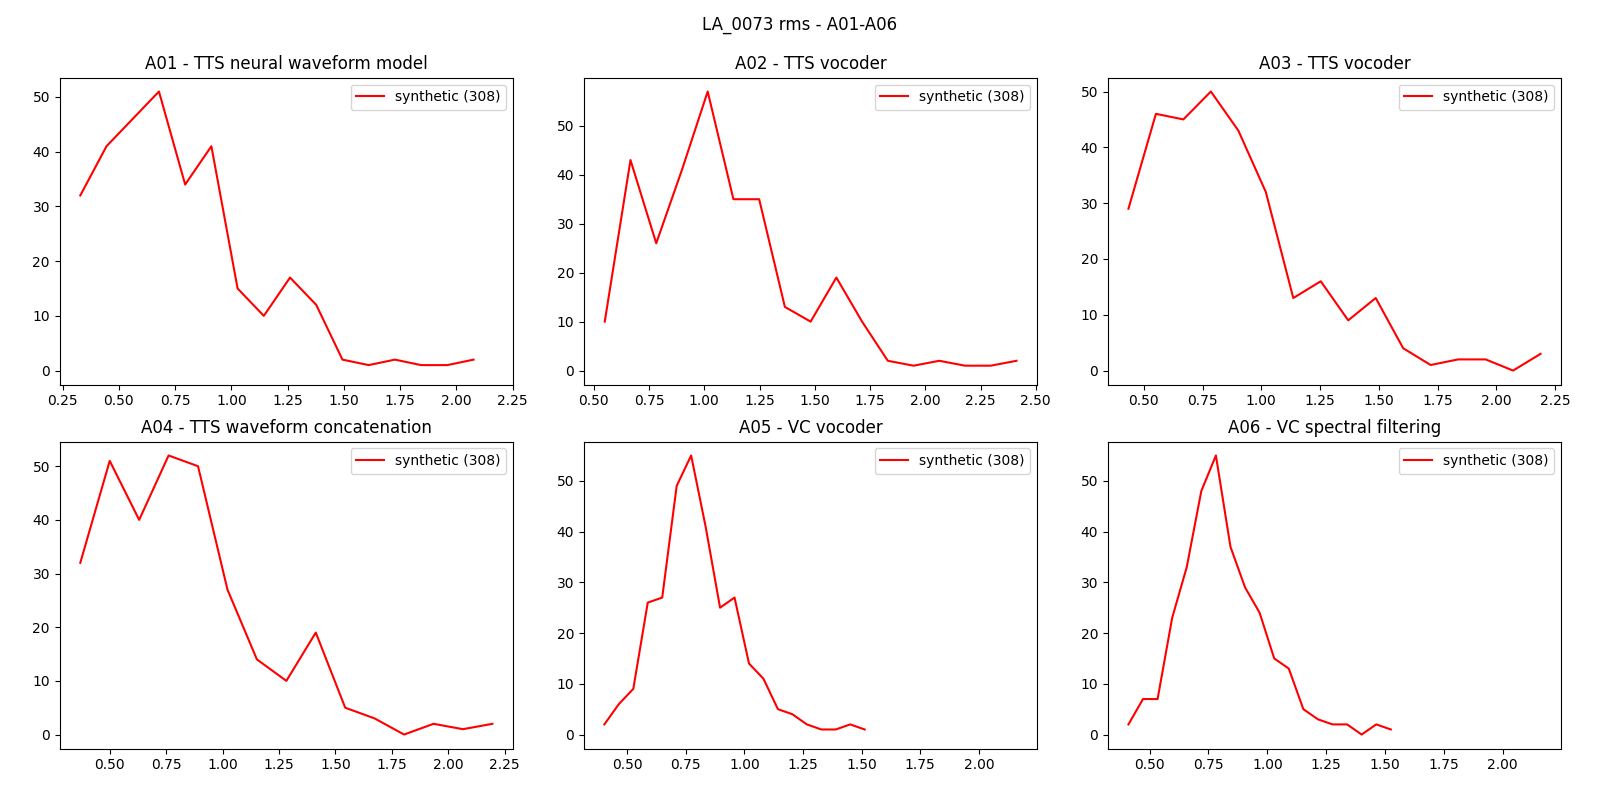 LA_0073 rms - A01-A06
A01 - TTS neural waveform model
synthetic (308)
50
40
30
20
10
0
0.25 0.50 0.75 1.00 1.25 1.50 1.75 2.00 2.25
A02 - TTS vocoder
synthetic (308)
50
40
30
20
10
0
0.50 0.75 1.00 1.25 1.50 1.75 2.00 2.25 2.50
A03 - TTS vocoder
synthetic (308)
50
40
30
20
10
0
0.50 0.75 1.00 1.25 1.50 1.75 2.00 2.25
A04 - TTS waveform concatenation
synthetic (308)
50
40
30
20
10
0
0.50 0.75 1.00 1.25 1.50 1.75 2.00 2.25
A05 - VC vocoder
synthetic (308)
50
40
30
20
10
0
0.50 0.75 1.00 1.25 1.50 1.75 2.00
A06 - VC spectral filtering
synthetic (308)
50
40
30
20
10
0
0.50 0.75 1.00 1.25 1.50 1.75 2.00